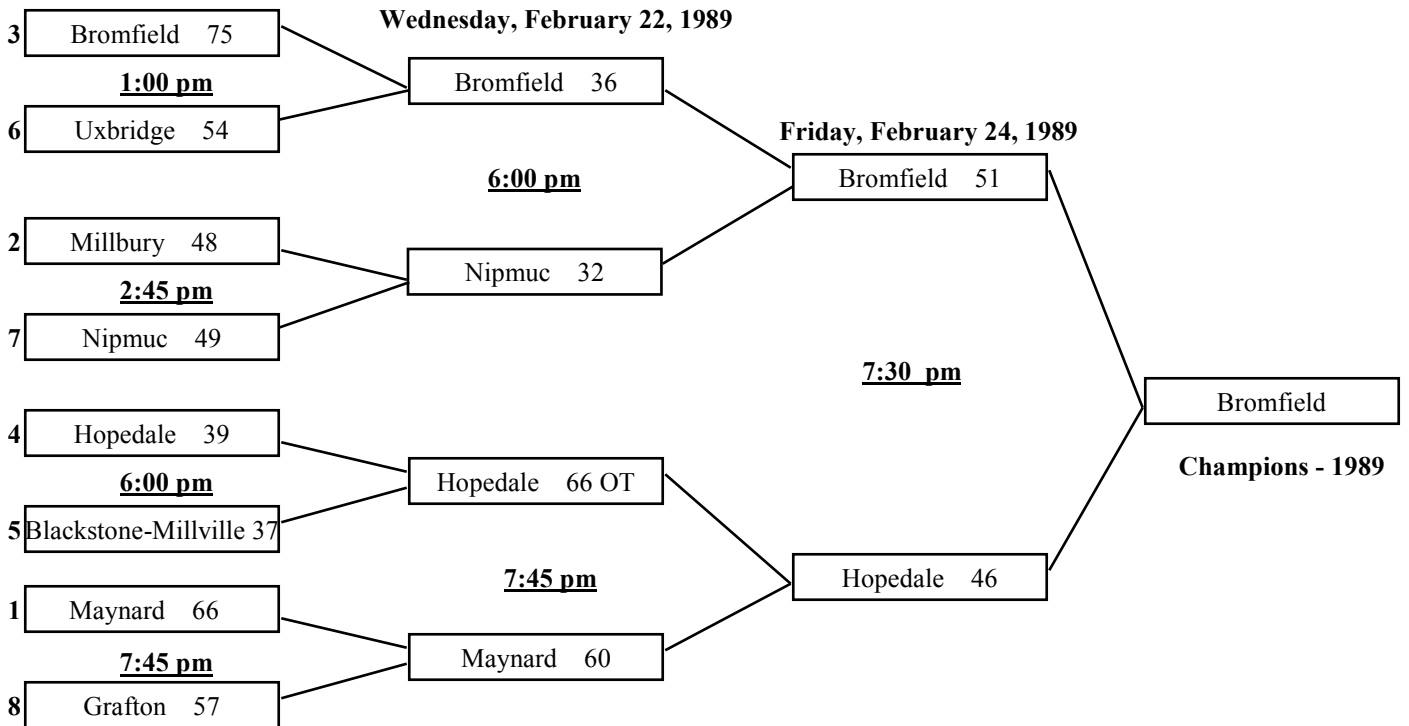 Wednesday, February 22, 1989
3 Bromfield 75
1:00 pm
6 Uxbridge 54
Bromfield 36
6:00 pm
2 Millbury 48
2:45 pm
7 Nipmuc 49
Nipmuc 32
Friday, February 24, 1989
Bromfield 51
7:30 pm
4 Hopedale 39
6:00 pm
5 Blackstone-Millville 37
Hopedale 66 OT
7:45 pm
1 Maynard 66
7:45 pm
8 Grafton 57
Maynard 60
Hopedale 46
Bromfield
Champions - 1989